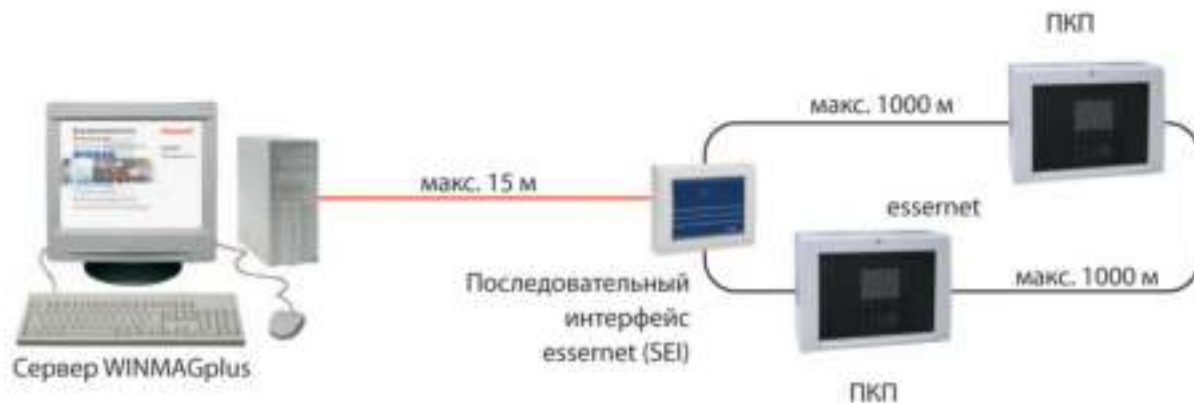 ПКП
макс. 1000 м
макс. 15 м
essernet
макс. 1000 м
Последовательный
интерфейс
essernet (SEI)
Сервер WINMAGplus
ПКП